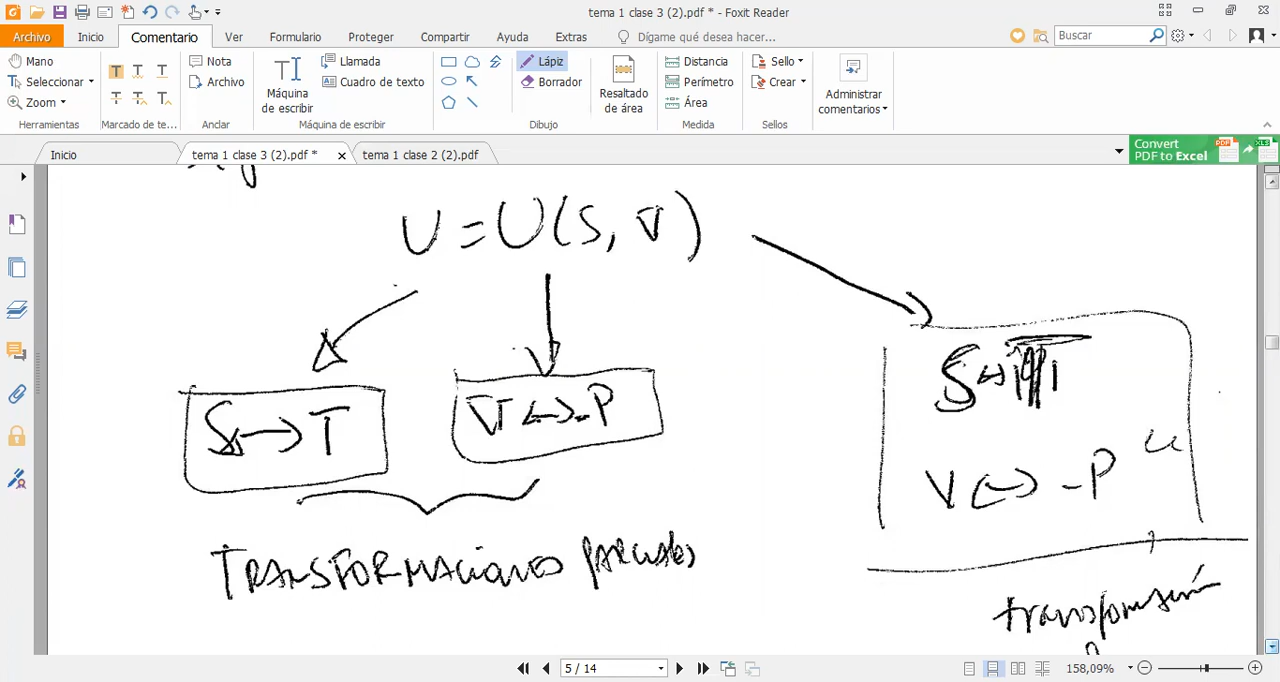 tema 1 clase 3 (2).pdf * - Foxit Reader
Archivo Inicio Comentario Ver Formulario Proteger Compartir Ayuda Extras Dígame qué desea hacer... Buscar
Mano Nota Llamada Lápiz Distancia Sello
Seleccionar Archivo Cuadro de texto Borrador Perímetro Crear
Zoom Máquina de escribir Resaltado de área Área Administrar comentarios
Herramientas Marcado de te... Anclar Máquina de escribir Dibujo Medida Sellos
Inicio tema 1 clase 3 (2).pdf * tema 1 clase 2 (2).pdf Convert PDF to Excel
U = U(S, V)
S ↔ T
S → T V ↔ -P
V ↔ -P
TRANSFORMACIONES PARCIALES
transformación
5 / 14 158,09%